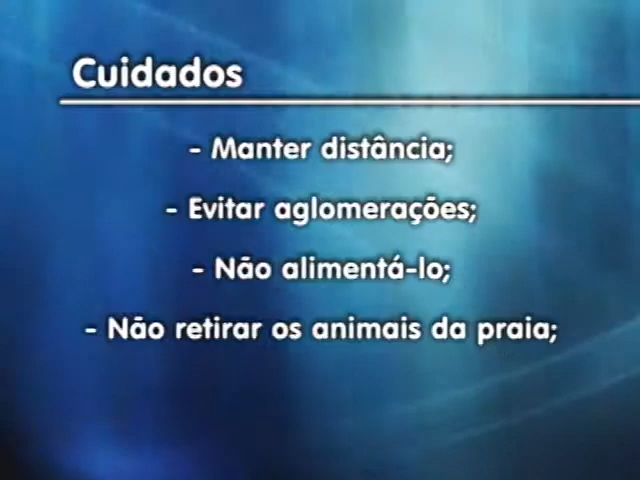 Cuidados
- Manter distância;
- Evitar aglomerações;
- Não alimentá-lo;
- Não retirar os animais da praia;